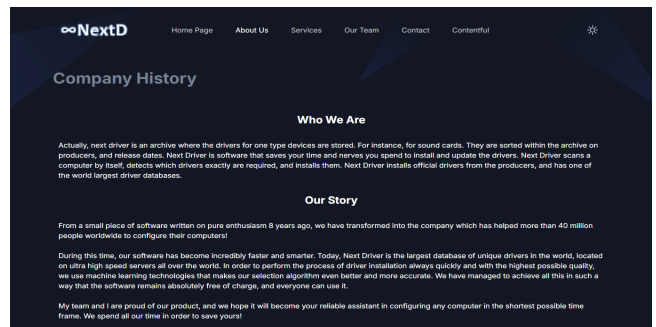 ∞NextD
Home Page About Us Services Our Team Contact Contentful
Company History
Who We Are
Actually, next driver is an archive where the drivers for one type devices are stored. For instance, for sound cards. They are sorted within the archive on
producers, and release dates. Next Driver is software that saves your time and nerves you spend to install and update the drivers. Next Driver scans a
computer by itself, detects which drivers exactly are required, and installs them. Next Driver installs official drivers from the producers, and has one of
the world largest driver databases.
Our Story
From a small piece of software written on pure enthusiasm 8 years ago, we have transformed into the company which has helped more than 40 million
people worldwide to configure their computers!
During this time, our software has become incredibly faster and smarter. Today, Next Driver is the largest database of unique drivers in the world, located
on ultra high speed servers all over the world. In order to perform the process of driver installation always quickly and with the highest possible quality,
we use machine learning technologies that makes our selection algorithm even better and more accurate. We have managed to achieve all this in such a
way that the software remains absolutely free of charge, and everyone can use it.
My team and I are proud of our product, and we hope it will become your reliable assistant in configuring any computer in the shortest possible time
frame. We spend all our time in order to save yours!